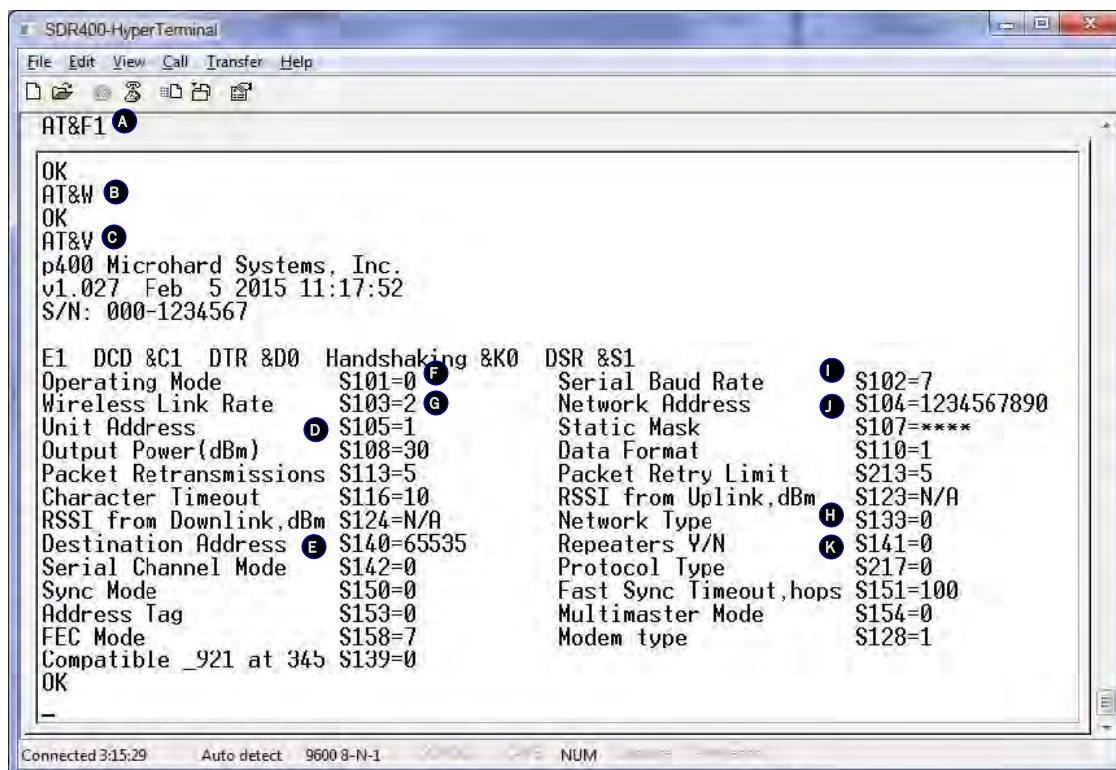 SDR400-HyperTerminal
File Edit View Call Transfer Help
AT&F1 A
OK
AT&W B
OK
AT&V C
p400 Microhard Systems, Inc.
v1.027 Feb 5 2015 11:17:52
S/N: 000-1234567
E1 DCD &C1 DTR &D0 Handshaking &K0 DSR &S1
Operating Mode S101=0 F Serial Baud Rate I S102=7
Wireless Link Rate S103=2 G Network Address J S104=1234567890
Unit Address D S105=1 Static Mask S107=****
Output Power(dBm) S108=30 Data Format S110=1
Packet Retransmissions S113=5 Packet Retry Limit S213=5
Character Timeout S116=10 RSSI from Uplink,dBm S123=N/A
RSSI from Downlink,dBm S124=N/A Network Type H S133=0
Destination Address E S140=65535 Repeaters Y/N K S141=0
Serial Channel Mode S142=0 Protocol Type S217=0
Sync Mode S150=0 Fast Sync Timeout,hops S151=100
Address Tag S153=0 Multimaster Mode S154=0
FEC Mode S158=7 Modem type S128=1
Compatible _921 at 345 S139=0
OK
_
Connected 3:15:29 Auto detect 9600 8-N-1 NUM